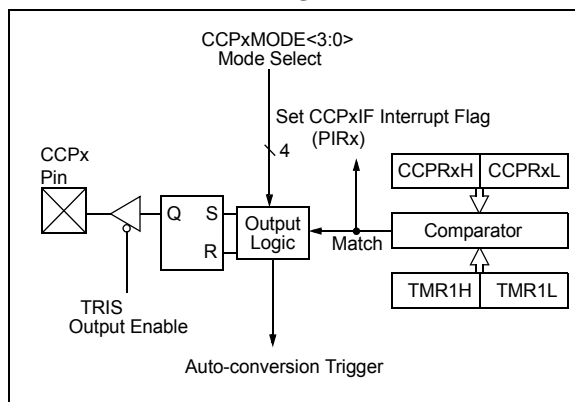 CCPxMODE<3:0>
Mode Select
Set CCPxIF Interrupt Flag
(PIRx)
4
CCPx
Pin
CCPRxH
CCPRxL
Q
S
R
Output
Logic
Match
Comparator
TMR1H
TMR1L
TRIS
Output Enable
Auto-conversion Trigger